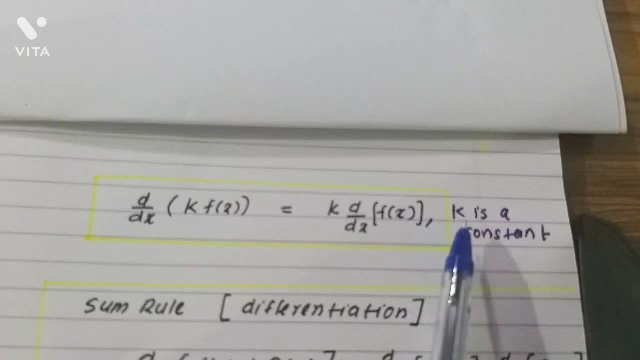 VITA
d/dx (K f(x)) = k d/dx [f(x)], K is a
constant
Sum Rule [differentiation]